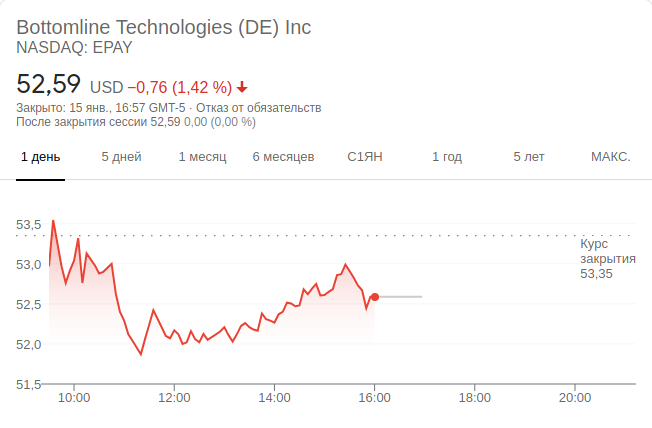 Bottomline Technologies (DE) Inc
NASDAQ: EPAY
52,59 USD −0,76 (1,42 %)
Закрыто: 15 янв., 16:57 GMT-5 · Отказ от обязательств
После закрытия сессии 52,59 0,00 (0,00 %)
1 день 5 дней 1 месяц 6 месяцев С1ЯН 1 год 5 лет МАКС.
53,5
Курс
закрытия
53,35
53,0
52,5
52,0
51,5
10:00 12:00 14:00 16:00 18:00 20:00